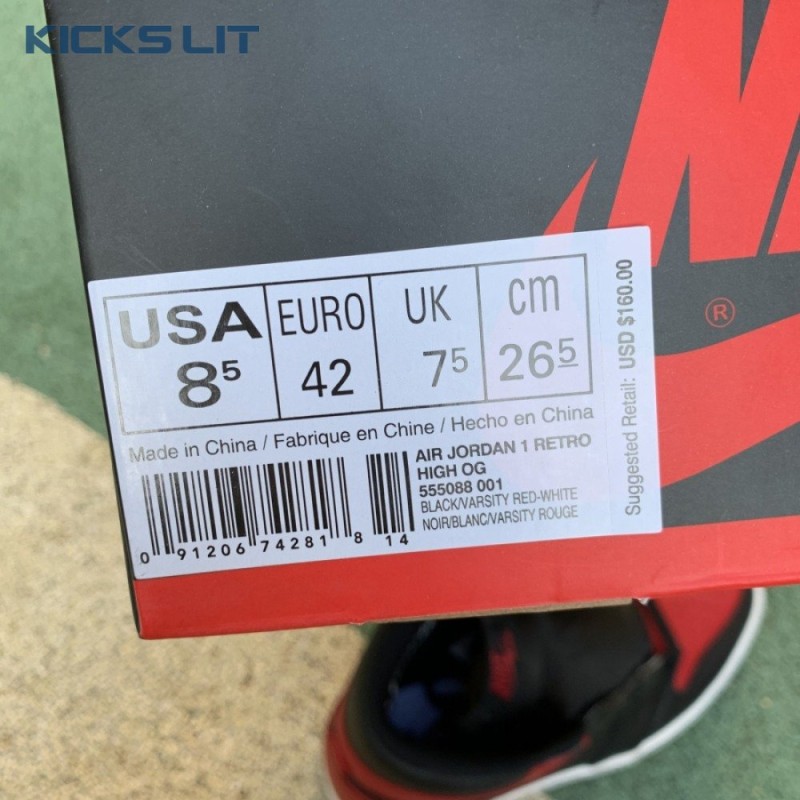 KICKS LIT
USA EURO UK cm
8⁵ 42 7⁵ 26⁵
Made in China / Fabrique en Chine / Hecho en China
AIR JORDAN 1 RETRO
HIGH OG
555088 001
BLACK/VARSITY RED-WHITE
NOIR/BLANC/VARSITY ROUGE
0 91206 74281 8 14
Suggested Retail: USD $160.00
®